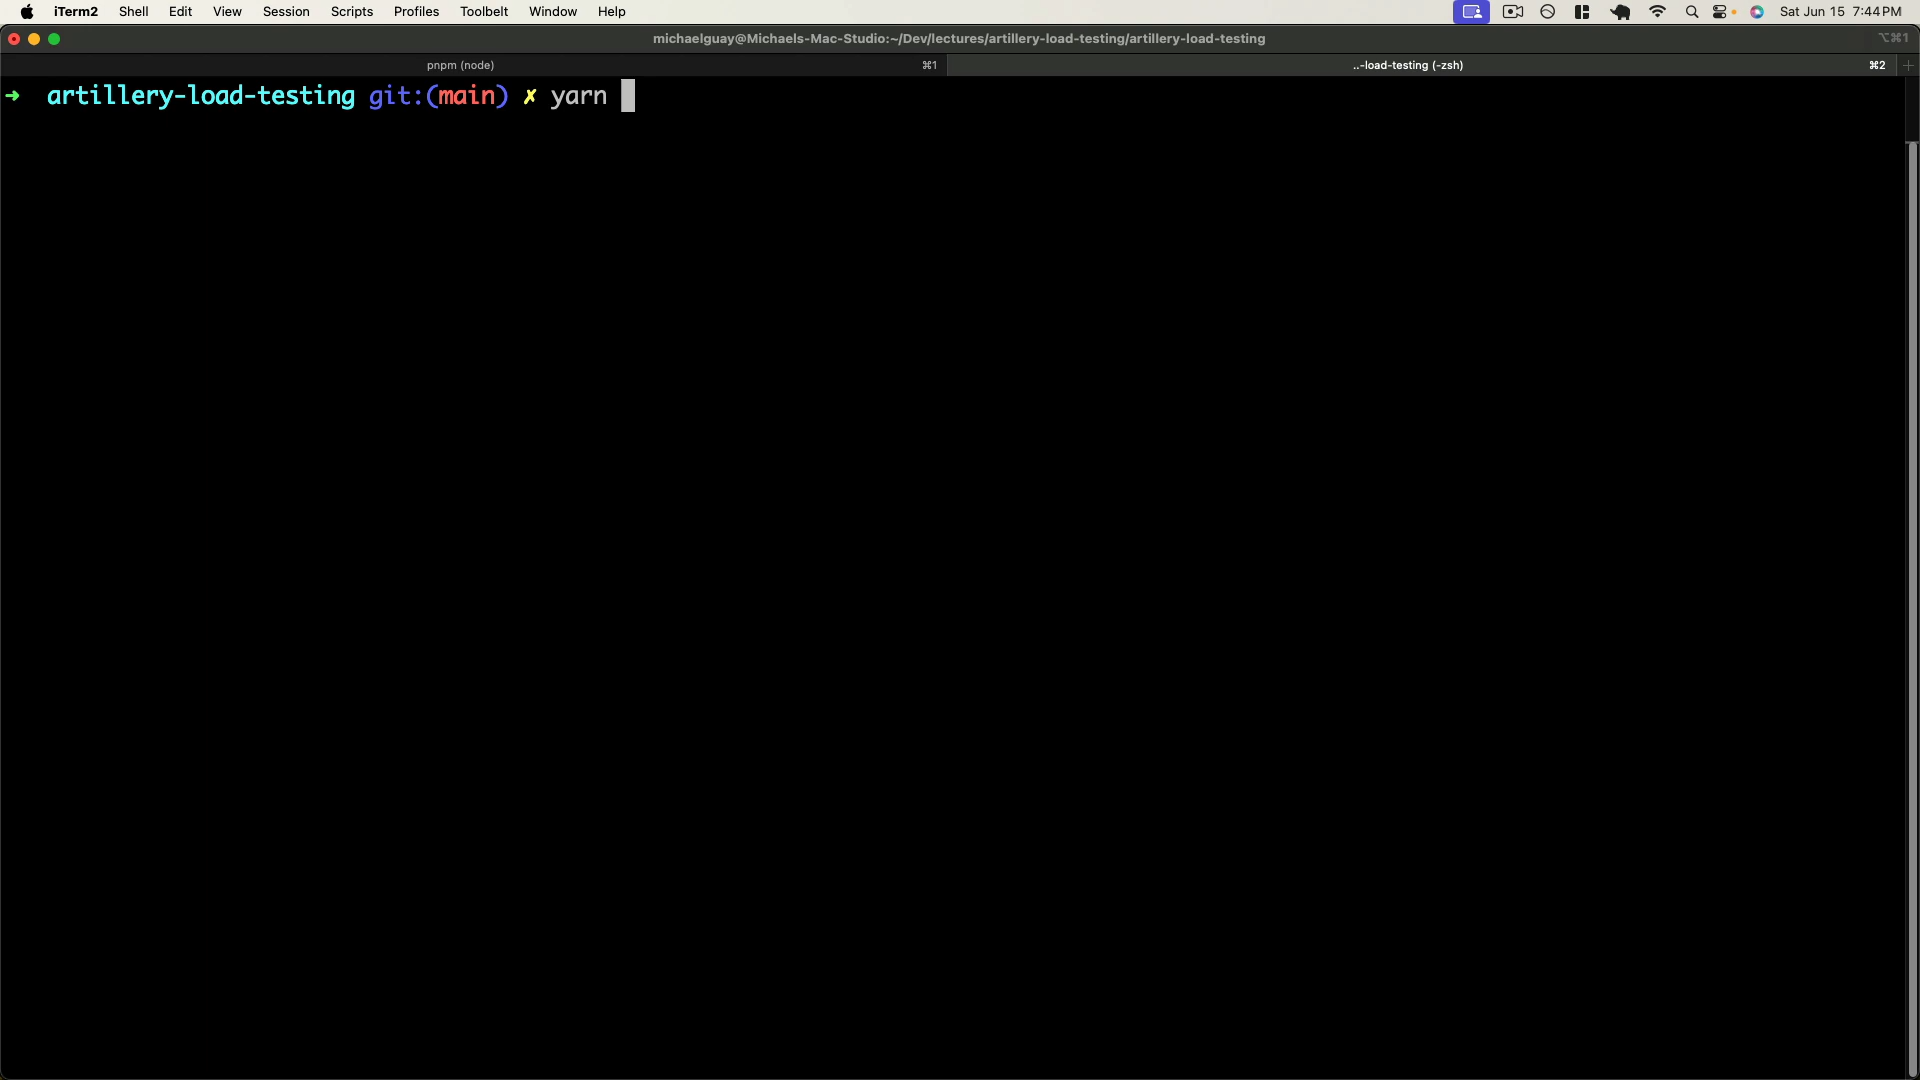 iTerm2 Shell Edit View Session Scripts Profiles Toolbelt Window Help Sat Jun 15 7:44 PM
michaelguay@Michaels-Mac-Studio:~/Dev/lectures/artillery-load-testing/artillery-load-testing ⌥⌘1
pnpm (node) ⌘1 ..-load-testing (-zsh) ⌘2
➜ artillery-load-testing git:(main) ✗ yarn